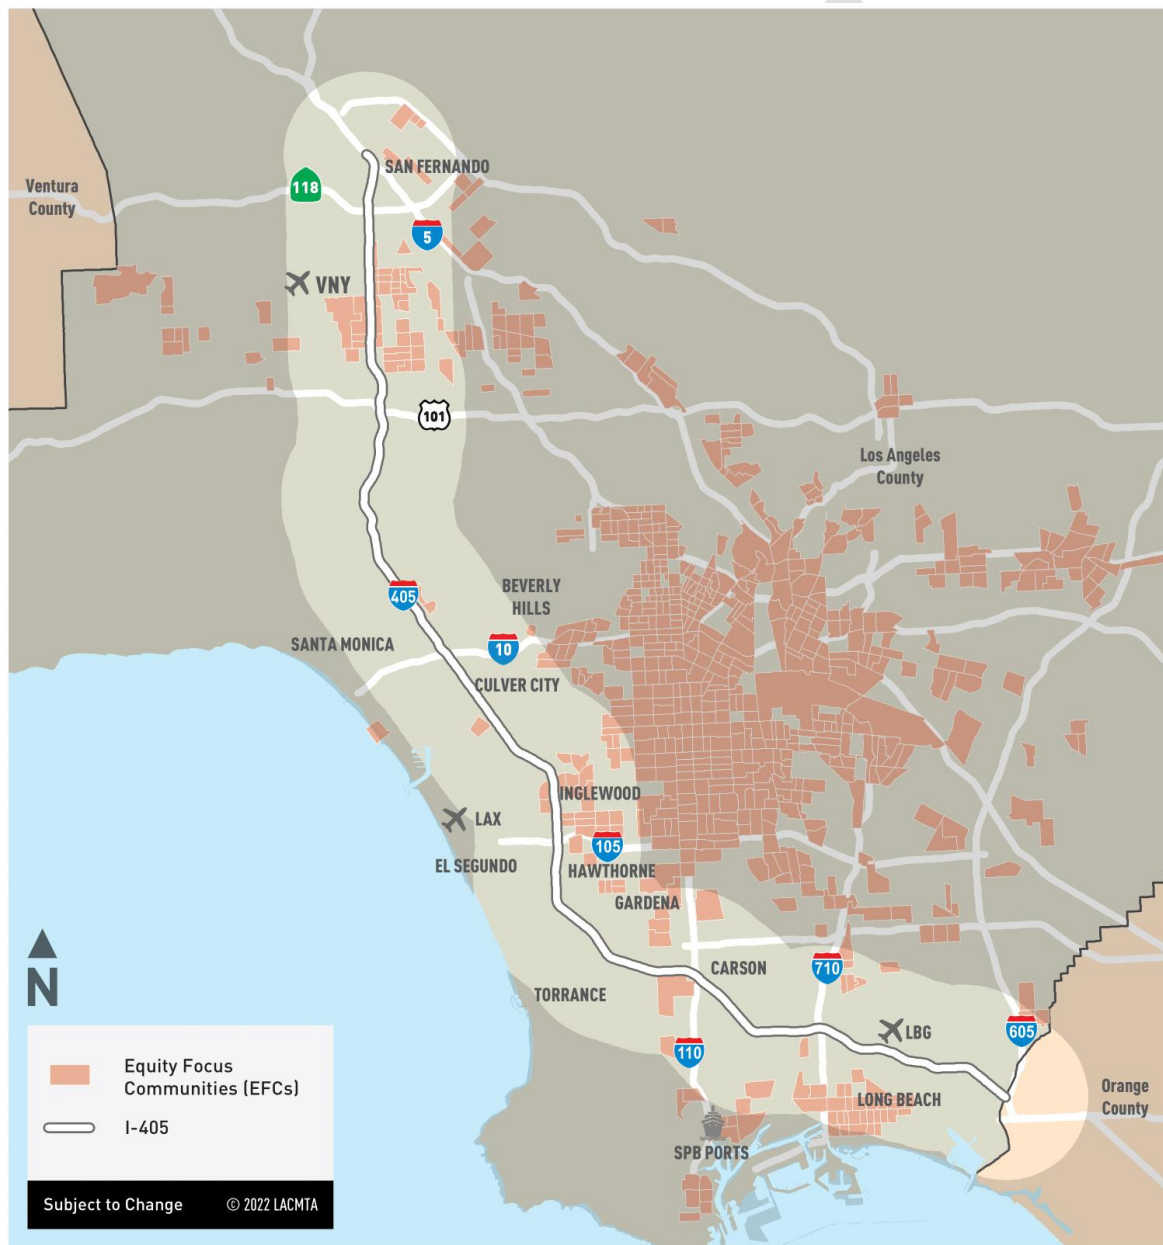 SAN FERNANDO
118
Ventura
County
5
VNY
101
Los Angeles
County
405
BEVERLY
HILLS
SANTA MONICA
10
CULVER CITY
INGLEWOOD
LAX
105
EL SEGUNDO
HAWTHORNE
GARDENA
CARSON
710
TORRANCE
LBG
605
110
Orange
County
LONG BEACH
SPB PORTS
N
Equity Focus
Communities (EFCs)
I-405
Subject to Change © 2022 LACMTA